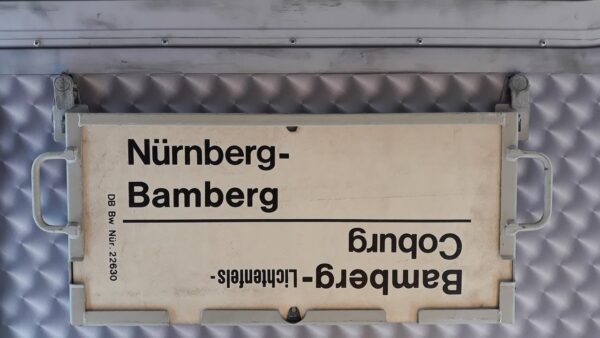 Nürnberg-
Bamberg
DB Bw Nür. 22630
Bamberg-Lichtenfels-
Coburg